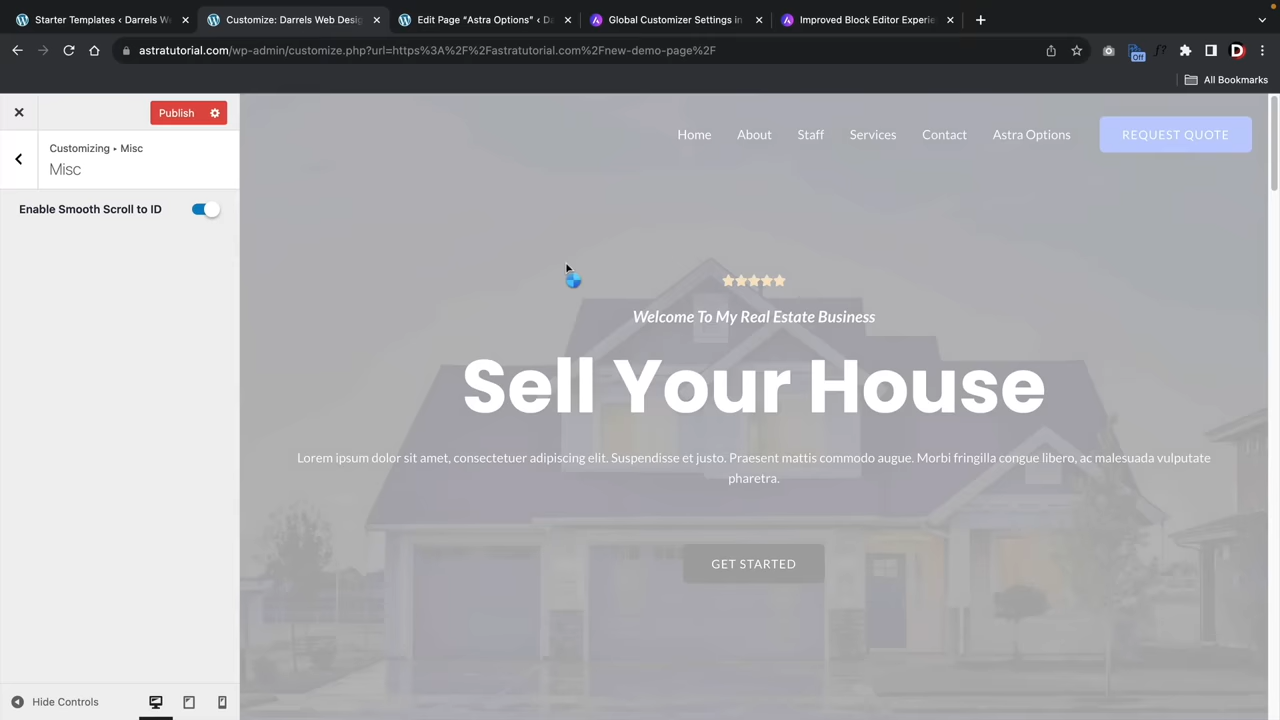 Starter Templates ‹ Darrels We
Customize: Darrels Web Desig
Edit Page “Astra Options” ‹ Da
Global Customizer Settings in
Improved Block Editor Experie
astratutorial.com/wp-admin/customize.php?url=https%3A%2F%2Fastratutorial.com%2Fnew-demo-page%2F
Off
f?
D
All Bookmarks
Publish
Customizing ▸ Misc
Misc
Enable Smooth Scroll to ID
Home
About
Staff
Services
Contact
Astra Options
REQUEST QUOTE
Welcome To My Real Estate Business
Sell Your House
Lorem ipsum dolor sit amet, consectetuer adipiscing elit. Suspendisse et justo. Praesent mattis commodo augue. Morbi fringilla congue libero, ac malesuada vulputate
pharetra.
GET STARTED
Hide Controls